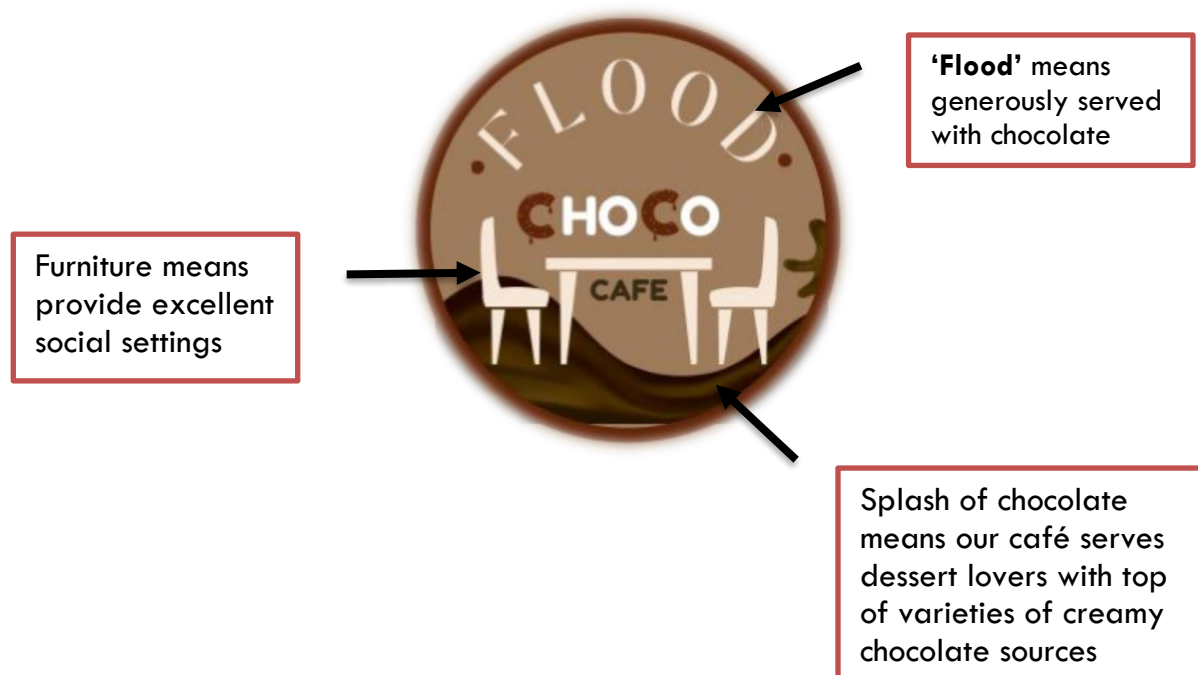 FLOOD
CHOCO
CAFE
‘Flood’ means
generously served
with chocolate
Furniture means
provide excellent
social settings
Splash of chocolate
means our café serves
dessert lovers with top
of varieties of creamy
chocolate sources